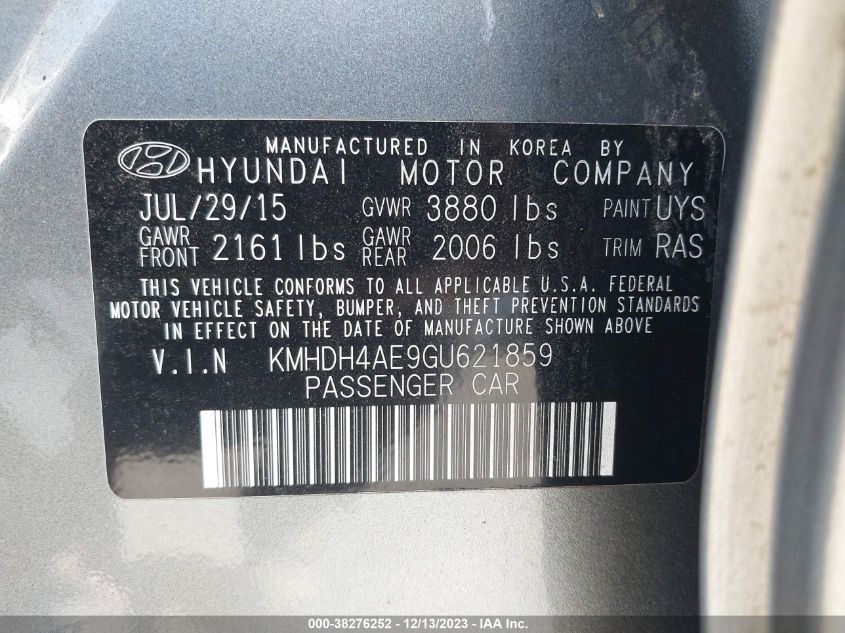 MANUFACTURED IN KOREA BY
HYUNDAI MOTOR COMPANY
JUL/29/15 GVWR 3880 lbs PAINT UYS
GAWR FRONT 2161 lbs GAWR REAR 2006 lbs TRIM RAS
THIS VEHICLE CONFORMS TO ALL APPLICABLE U.S.A. FEDERAL
MOTOR VEHICLE SAFETY, BUMPER, AND THEFT PREVENTION STANDARDS
IN EFFECT ON THE DATE OF MANUFACTURE SHOWN ABOVE
V.I.N KMHDH4AE9GU621859
PASSENGER CAR
000-38276252 - 12/13/2023 - IAA Inc.